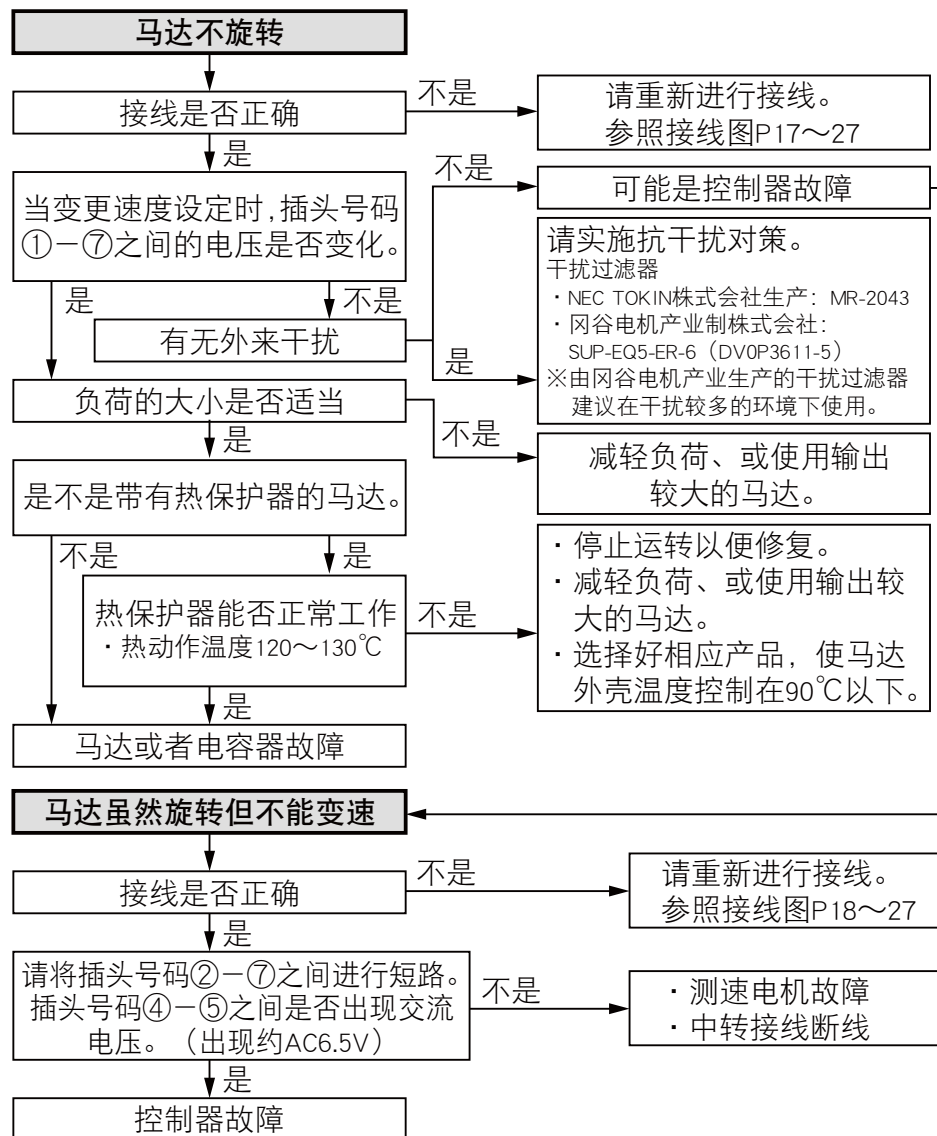 马达不旋转
接线是否正确
不是
请重新进行接线。
参照接线图P17～27
是
当变更速度设定时,插头号码
①－⑦之间的电压是否变化。
不是
可能是控制器故障
是
不是
有无外来干扰
是
请实施抗干扰对策。
干扰过滤器
・NEC TOKIN株式会社生产：MR-2043
・冈谷电机产业制株式会社：
SUP-EQ5-ER-6（DV0P3611-5）
※由冈谷电机产业生产的干扰过滤器
建议在干扰较多的环境下使用。
负荷的大小是否适当
不是
减轻负荷、或使用输出
较大的马达。
是
是不是带有热保护器的马达。
不是
是
热保护器能否正常工作
・热动作温度120～130℃
不是
・停止运转以便修复。
・减轻负荷、或使用输出较
大的马达。
・选择好相应产品，使马达
外壳温度控制在90℃以下。
是
马达或者电容器故障
马达虽然旋转但不能变速
接线是否正确
不是
请重新进行接线。
参照接线图P18～27
是
请将插头号码②－⑦之间进行短路。
插头号码④－⑤之间是否出现交流
电压。（出现约AC6.5V）
不是
・测速电机故障
・中转接线断线
是
控制器故障